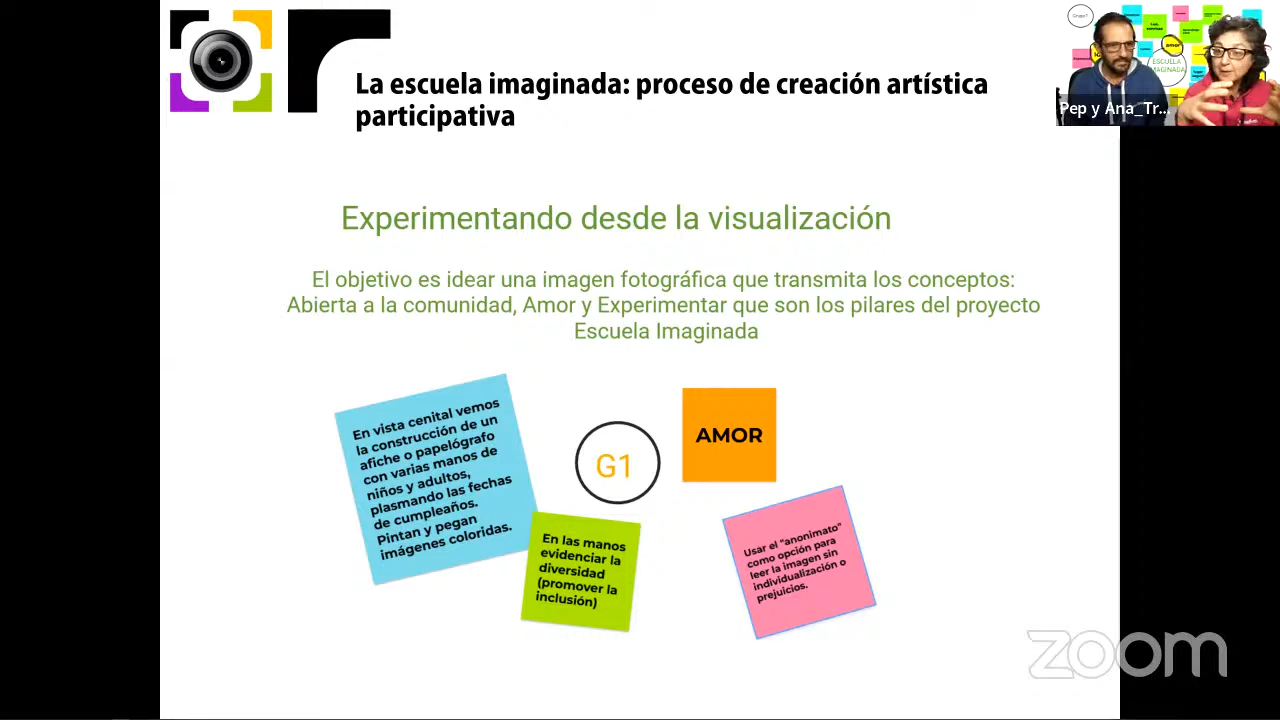 La escuela imaginada: proceso de creación artística
participativa
Pep y Ana_Tr...
ESCUELA
IMAGINADA
amor
Experimentando desde la visualización
El objetivo es idear una imagen fotográfica que transmita los conceptos:
Abierta a la comunidad, Amor y Experimentar que son los pilares del proyecto
Escuela Imaginada
En vista cenital vemos
la construcción de un
afiche o papelógrafo
con varias manos de
niños y adultos,
plasmando las fechas
de cumpleaños.
Pintan y pegan
imágenes coloridas.
G1
AMOR
En las manos
evidenciar la
diversidad
(promover la
inclusión)
Usar el "anonimato"
como opción para
leer la imagen sin
individualización o
prejuicios.
zoom